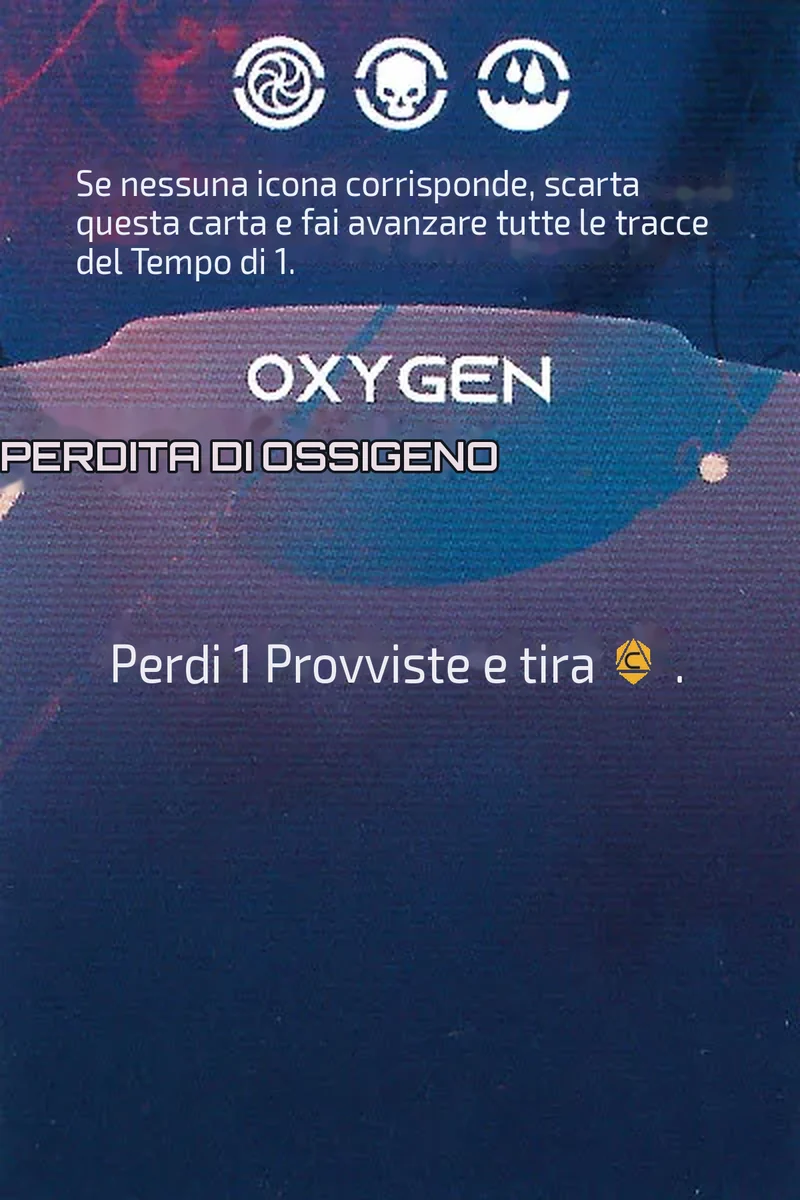 Se nessuna icona corrisponde, scarta
questa carta e fai avanzare tutte le tracce
del Tempo di 1.
OXYGEN
PERDITA DI OSSIGENO
Perdi 1 Provviste e tira C .